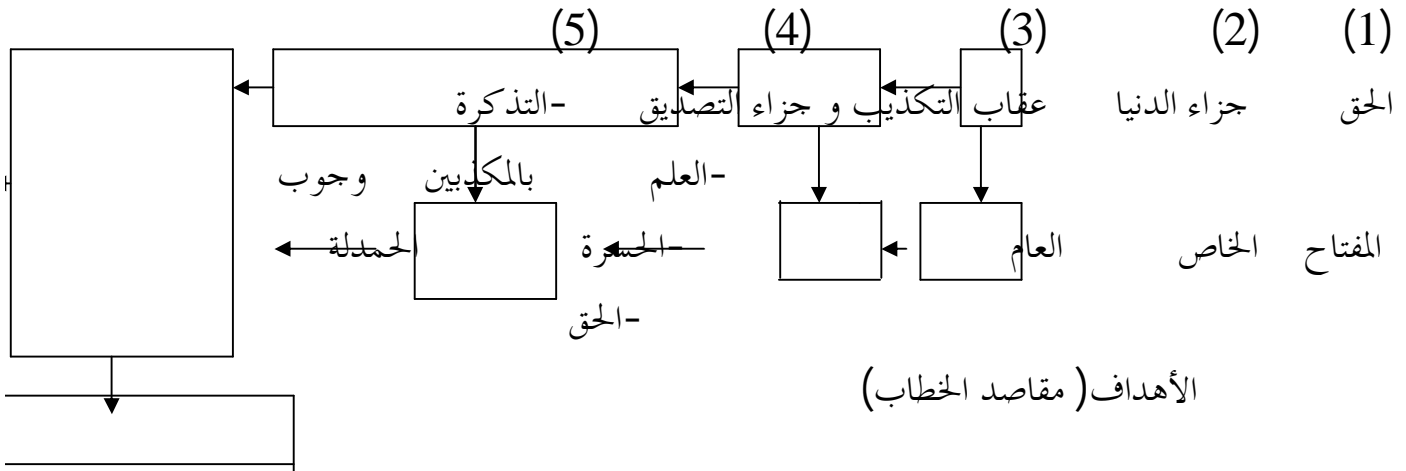 (1) (2) (3) (4) (5)
الحق جزاء الدنيا عقاب التكذيب و جزاء التصديق -التذكرة
-العلم بالمكذبين وجوب
المفتاح الخاص العام -الحسرة الحمدلة
-الحق
الأهداف( مقاصد الخطاب)